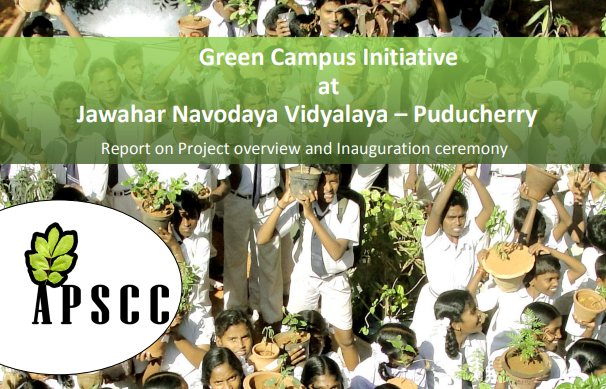 Green Campus Initiative
at
Jawahar Navodaya Vidyalaya – Puducherry
Report on Project overview and Inauguration ceremony
APSCC